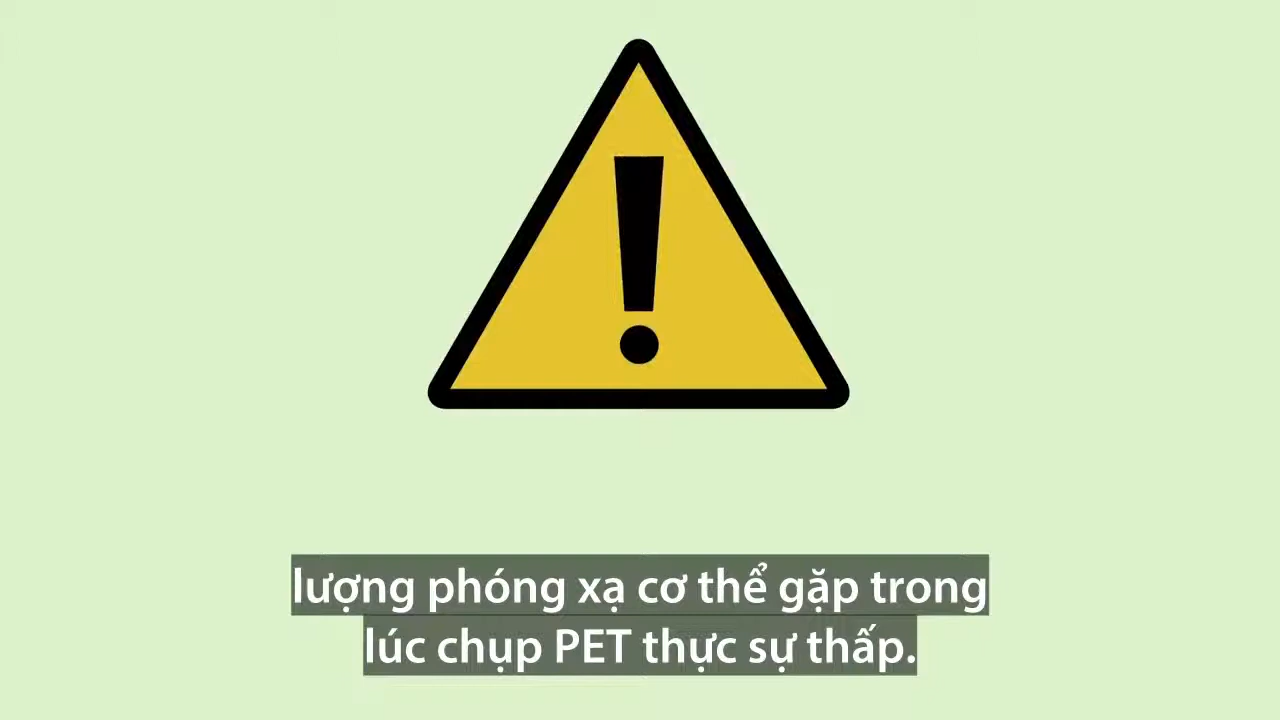 lượng phóng xạ cơ thể gặp trong
lúc chụp PET thực sự thấp.